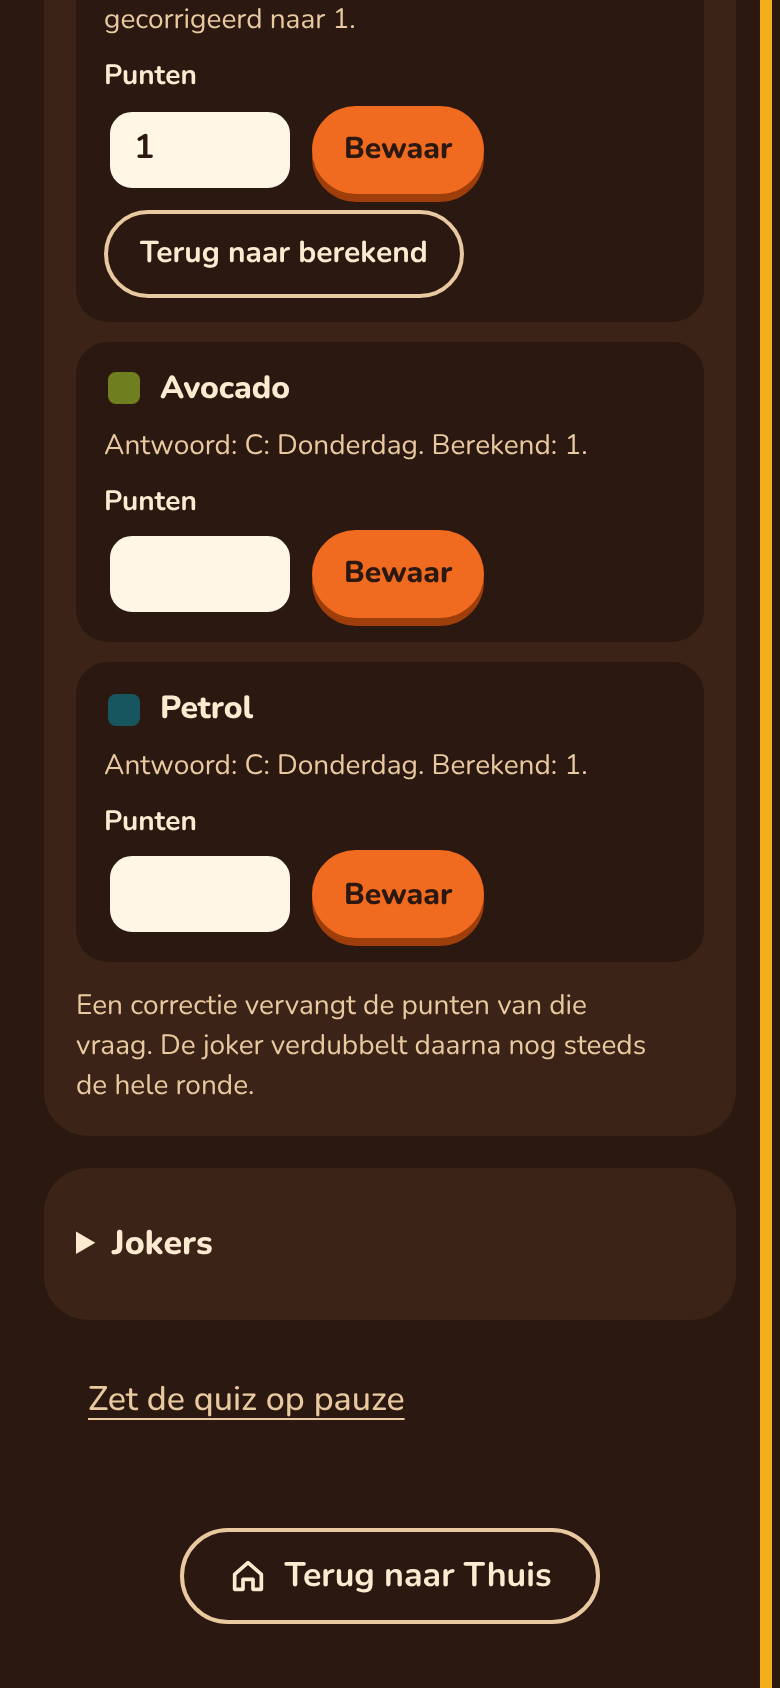 gecorrigeerd naar 1.
Punten
1
Bewaar
Terug naar berekend
Avocado
Antwoord: C: Donderdag. Berekend: 1.
Punten
Bewaar
Petrol
Antwoord: C: Donderdag. Berekend: 1.
Punten
Bewaar
Een correctie vervangt de punten van die
vraag. De joker verdubbelt daarna nog steeds
de hele ronde.
Jokers
Zet de quiz op pauze
Terug naar Thuis